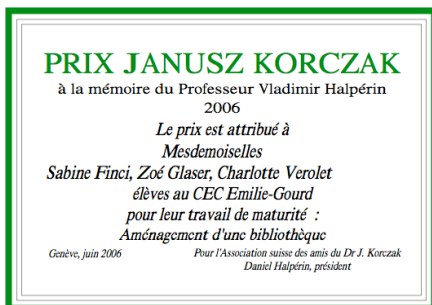 PRIX JANUSZ KORCZAK
à la mémoire du Professeur Vladimir Halpérin
2006
Le prix est attribué à
Mesdemoiselles
Sabine Finci, Zoé Glaser, Charlotte Verolet
élèves au CEC Emilie-Gourd
pour leur travail de maturité :
Aménagement d'une bibliothèque
Genève, juin 2006 Pour l'Association suisse des amis du Dr J. Korczak
Daniel Halpérin, président